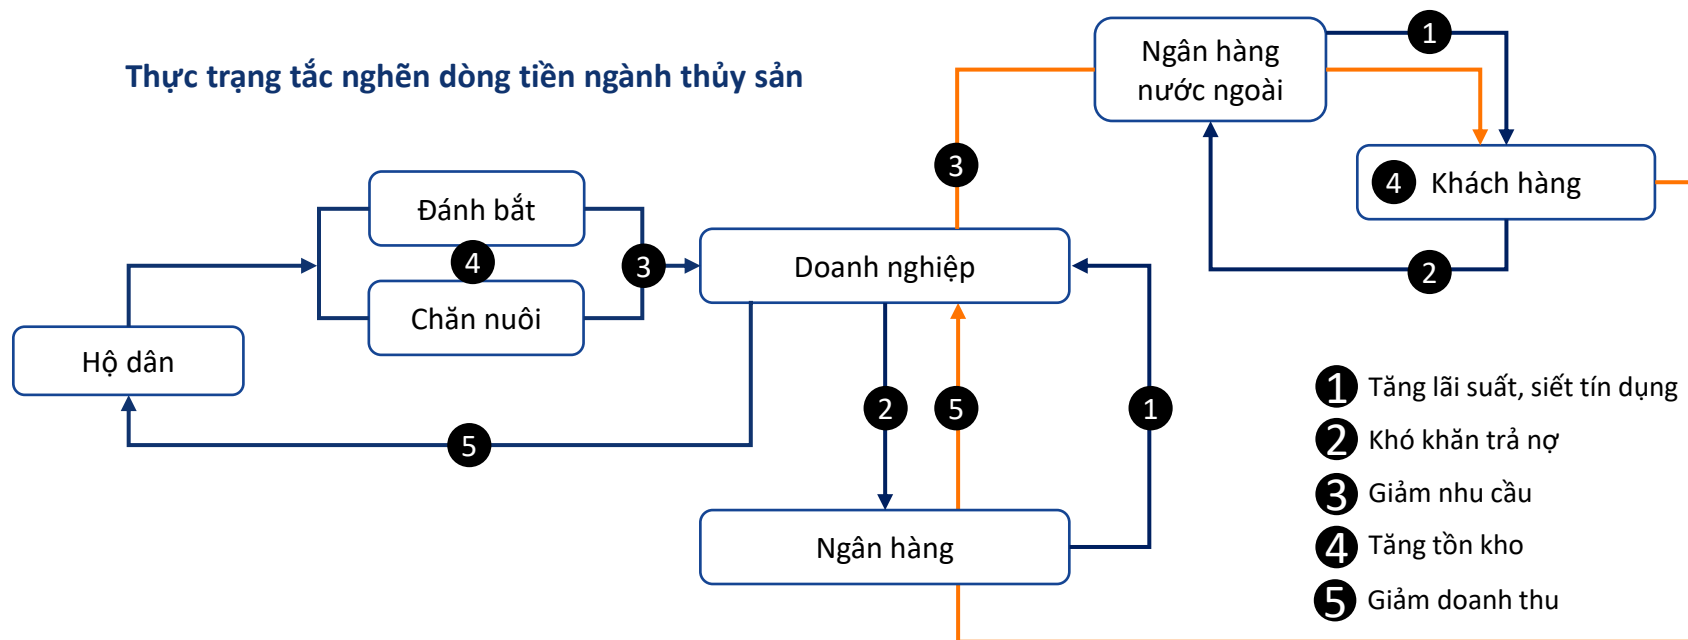 Thực trạng tắc nghẽn dòng tiền ngành thủy sản
Ngân hàng
nước ngoài
1
3
4 Khách hàng
Đánh bắt
4
3
Doanh nghiệp
2
Chăn nuôi
Hộ dân
2
5
1
5
Ngân hàng
1 Tăng lãi suất, siết tín dụng
2 Khó khăn trả nợ
3 Giảm nhu cầu
4 Tăng tồn kho
5 Giảm doanh thu